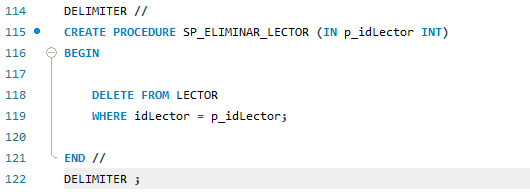 114 DELIMITER //
115 CREATE PROCEDURE SP_ELIMINAR_LECTOR (IN p_idLector INT)
116 BEGIN
117
118 DELETE FROM LECTOR
119 WHERE idLector = p_idLector;
120
121 END //
122 DELIMITER ;